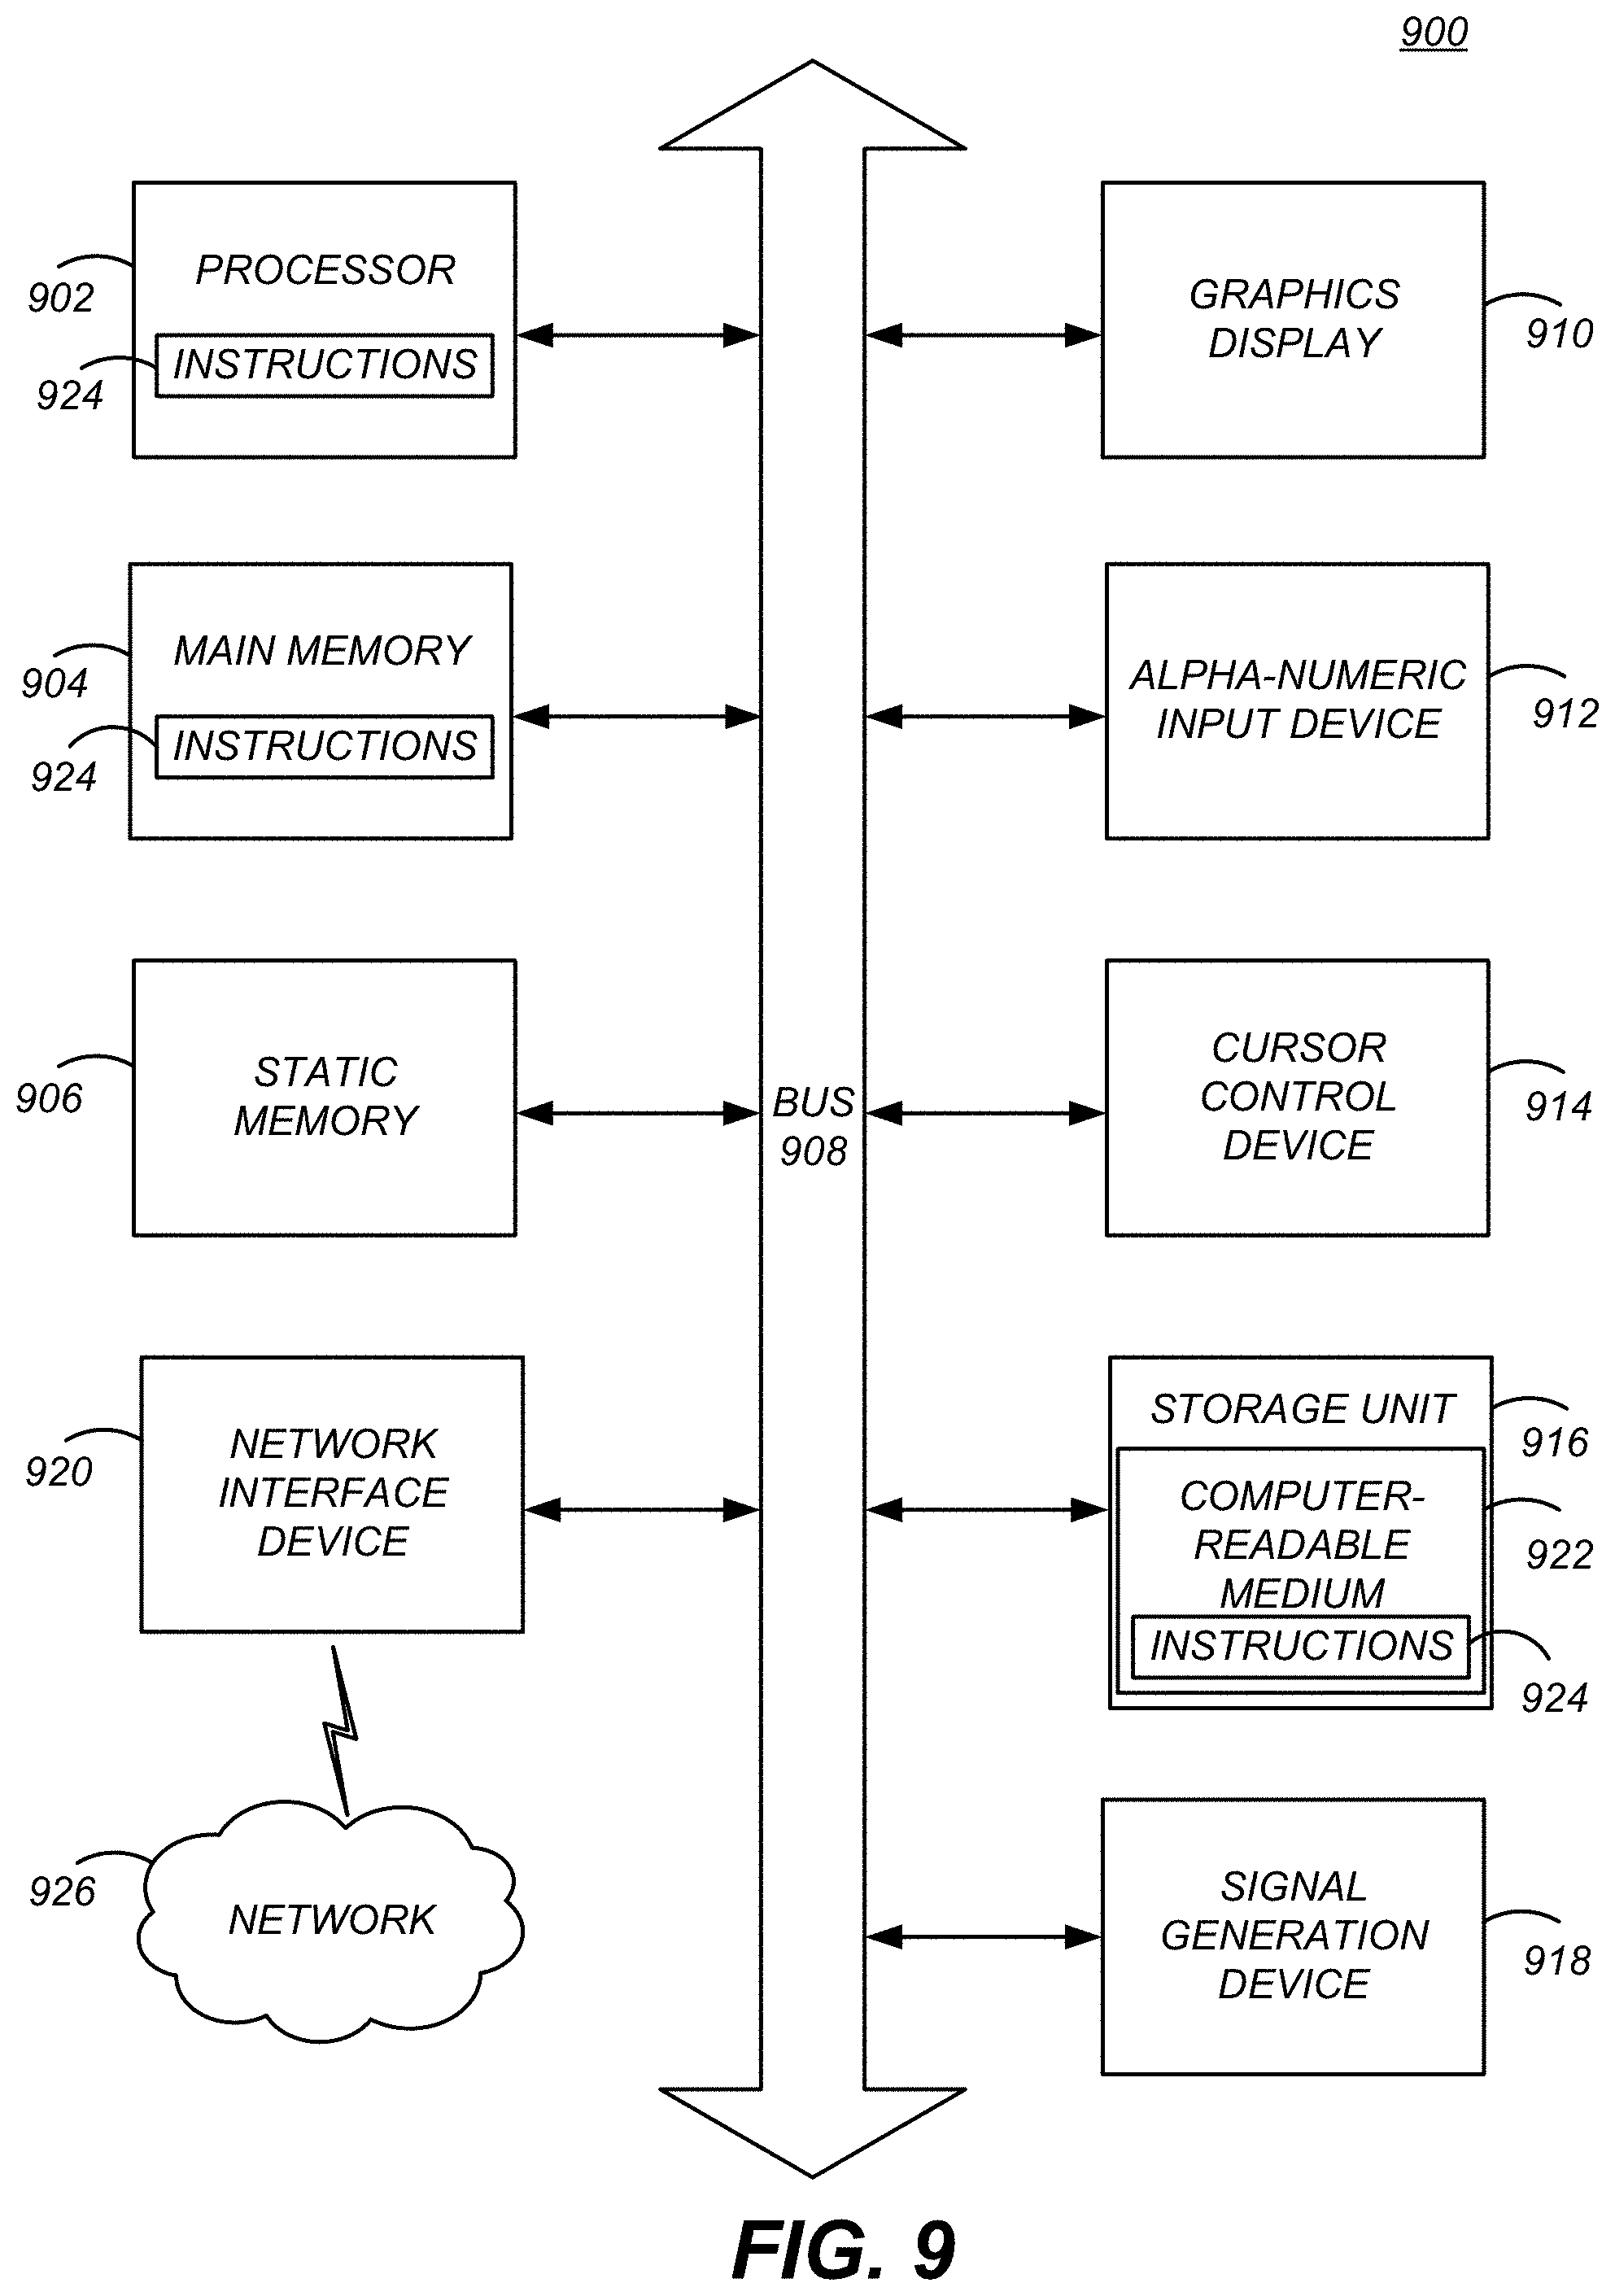 900
PROCESSOR
902
INSTRUCTIONS
924
GRAPHICS
DISPLAY
910
MAIN MEMORY
904
INSTRUCTIONS
924
ALPHA-NUMERIC
INPUT DEVICE
912
STATIC
MEMORY
906
BUS
908
CURSOR
CONTROL
DEVICE
914
NETWORK
INTERFACE
DEVICE
920
STORAGE UNIT
916
COMPUTER-
READABLE
MEDIUM
922
INSTRUCTIONS
924
NETWORK
926
SIGNAL
GENERATION
DEVICE
918
FIG. 9